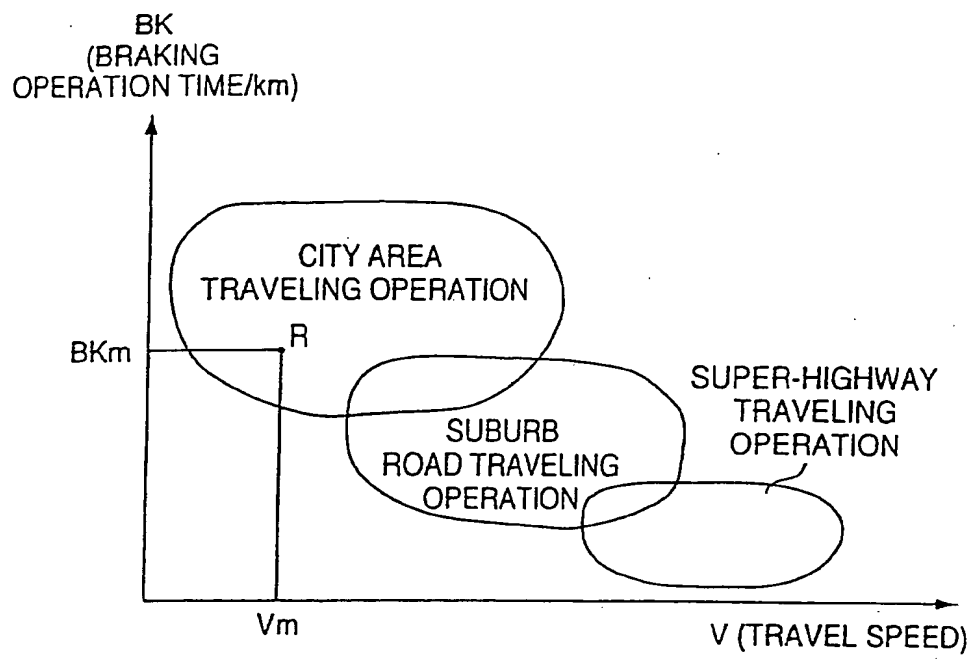 BK
(BRAKING
OPERATION TIME/km)
CITY AREA
TRAVELING OPERATION
R
BKm
SUPER-HIGHWAY
TRAVELING
OPERATION
SUBURB
ROAD TRAVELING
OPERATION
Vm
V (TRAVEL SPEED)